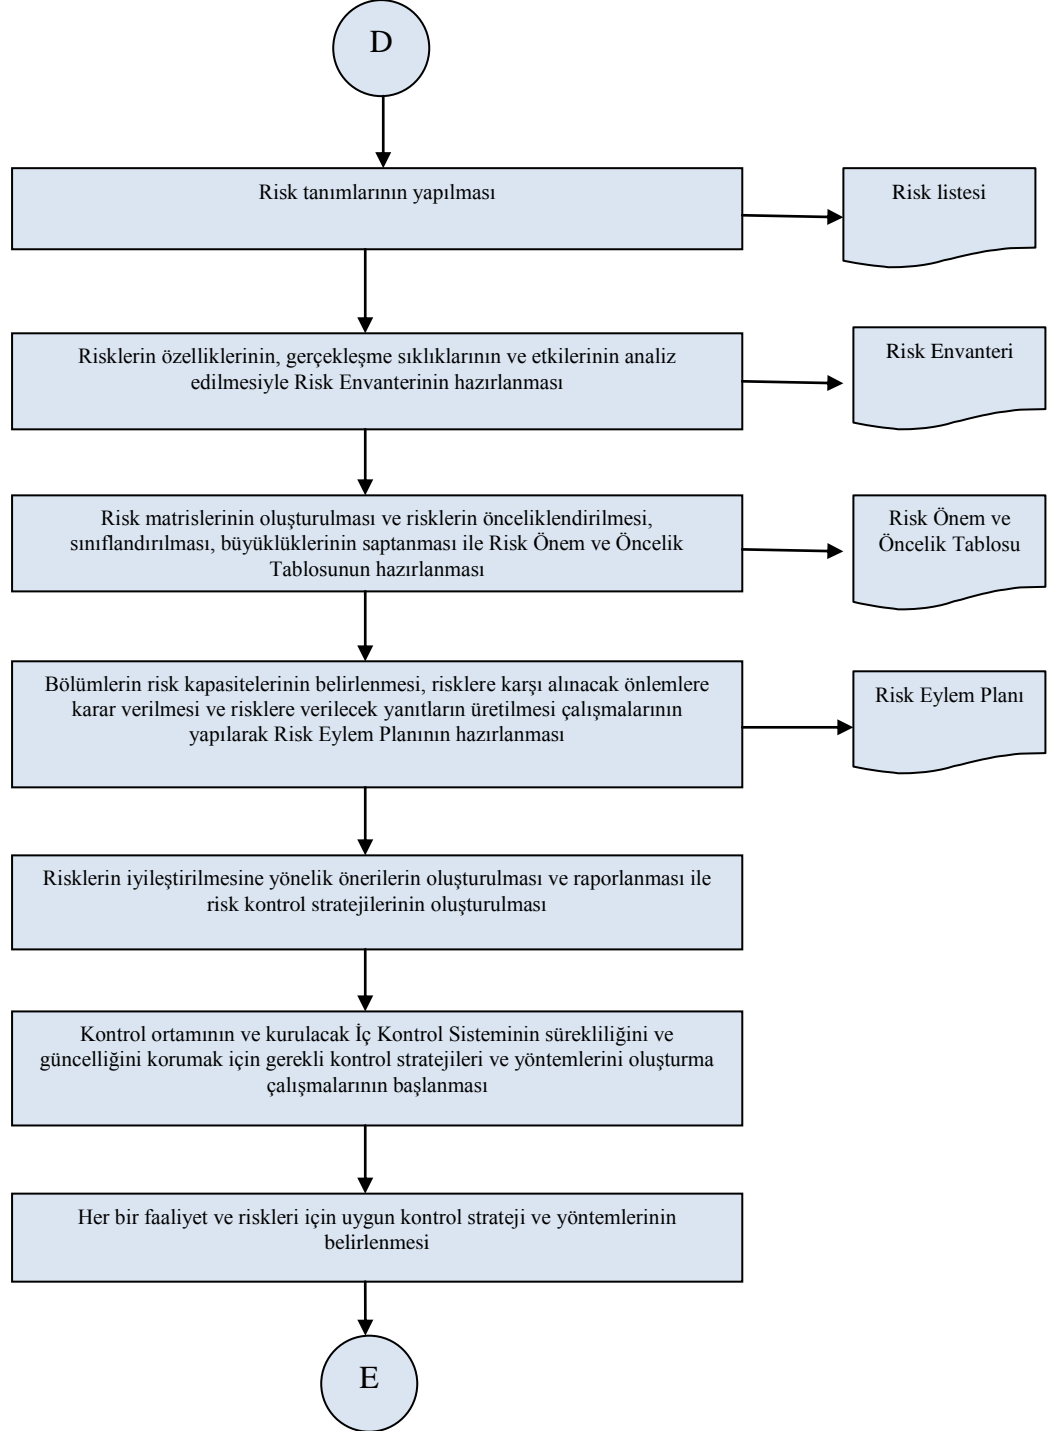 D
Risk tanımlarının yapılması
Risk listesi
Risklerin özelliklerinin, gerçekleşme sıklıklarının ve etkilerinin analiz
edilmesiyle Risk Envanterinin hazırlanması
Risk Envanteri
Risk matrislerinin oluşturulması ve risklerin önceliklendirilmesi,
sınıflandırılması, büyüklüklerinin saptanması ile Risk Önem ve Öncelik
Tablosunun hazırlanması
Risk Önem ve
Öncelik Tablosu
Bölümlerin risk kapasitelerinin belirlenmesi, risklere karşı alınacak önlemlere
karar verilmesi ve risklere verilecek yanıtların üretilmesi çalışmalarının
yapılarak Risk Eylem Planının hazırlanması
Risk Eylem Planı
Risklerin iyileştirilmesine yönelik önerilerin oluşturulması ve raporlanması ile
risk kontrol stratejilerinin oluşturulması
Kontrol ortamının ve kurulacak İç Kontrol Sisteminin sürekliliğini ve
güncelliğini korumak için gerekli kontrol stratejileri ve yöntemlerini oluşturma
çalışmalarının başlanması
Her bir faaliyet ve riskleri için uygun kontrol strateji ve yöntemlerinin
belirlenmesi
E